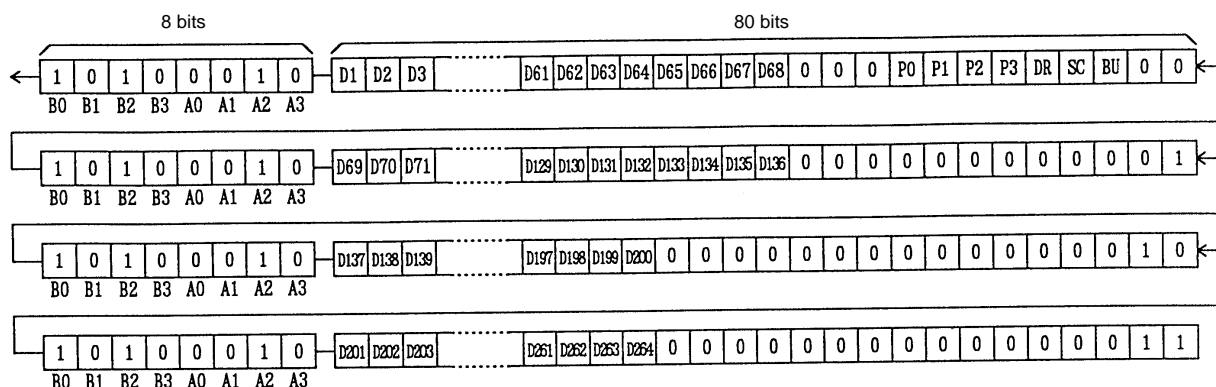 8 bits 80 bits
1 0 1 0 0 0 1 0 D1 D2 D3 D61 D62 D63 D64 D65 D66 D67 D68 0 0 0 P0 P1 P2 P3 DR SC BU 0 0
B0 B1 B2 B3 A0 A1 A2 A3
1 0 1 0 0 0 1 0 D69 D70 D71 D129 D130 D131 D132 D133 D134 D135 D136 0 0 0 0 0 0 0 0 0 0 0 1
B0 B1 B2 B3 A0 A1 A2 A3
1 0 1 0 0 0 1 0 D137 D138 D139 D197 D198 D199 D200 0 0 0 0 0 0 0 0 0 0 0 0 0 0 1 0
B0 B1 B2 B3 A0 A1 A2 A3
1 0 1 0 0 0 1 0 D201 D202 D203 D261 D262 D263 D264 0 0 0 0 0 0 0 0 0 0 0 0 0 0 1 1
B0 B1 B2 B3 A0 A1 A2 A3